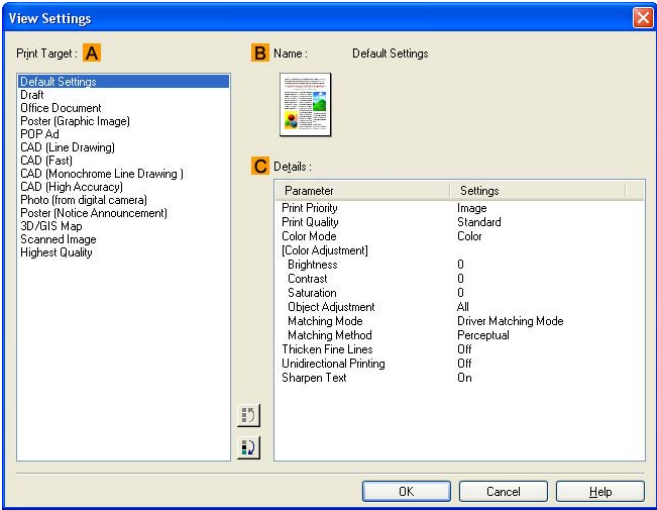 View Settings
Print Target : A
Default Settings
Draft
Office Document
Poster (Graphic Image)
POP Ad
CAD (Line Drawing)
CAD (Fast)
CAD (Monochrome Line Drawing )
CAD (High Accuracy)
Photo (from digital camera)
Poster (Notice Announcement)
3D/GIS Map
Scanned Image
Highest Quality
B Name : Default Settings
C Details :
Parameter Settings
Print Priority Image
Print Quality Standard
Color Mode Color
[Color Adjustment]
Brightness 0
Contrast 0
Saturation 0
Object Adjustment All
Matching Mode Driver Matching Mode
Matching Method Perceptual
Thicken Fine Lines Off
Unidirectional Printing Off
Sharpen Text On
OK Cancel Help